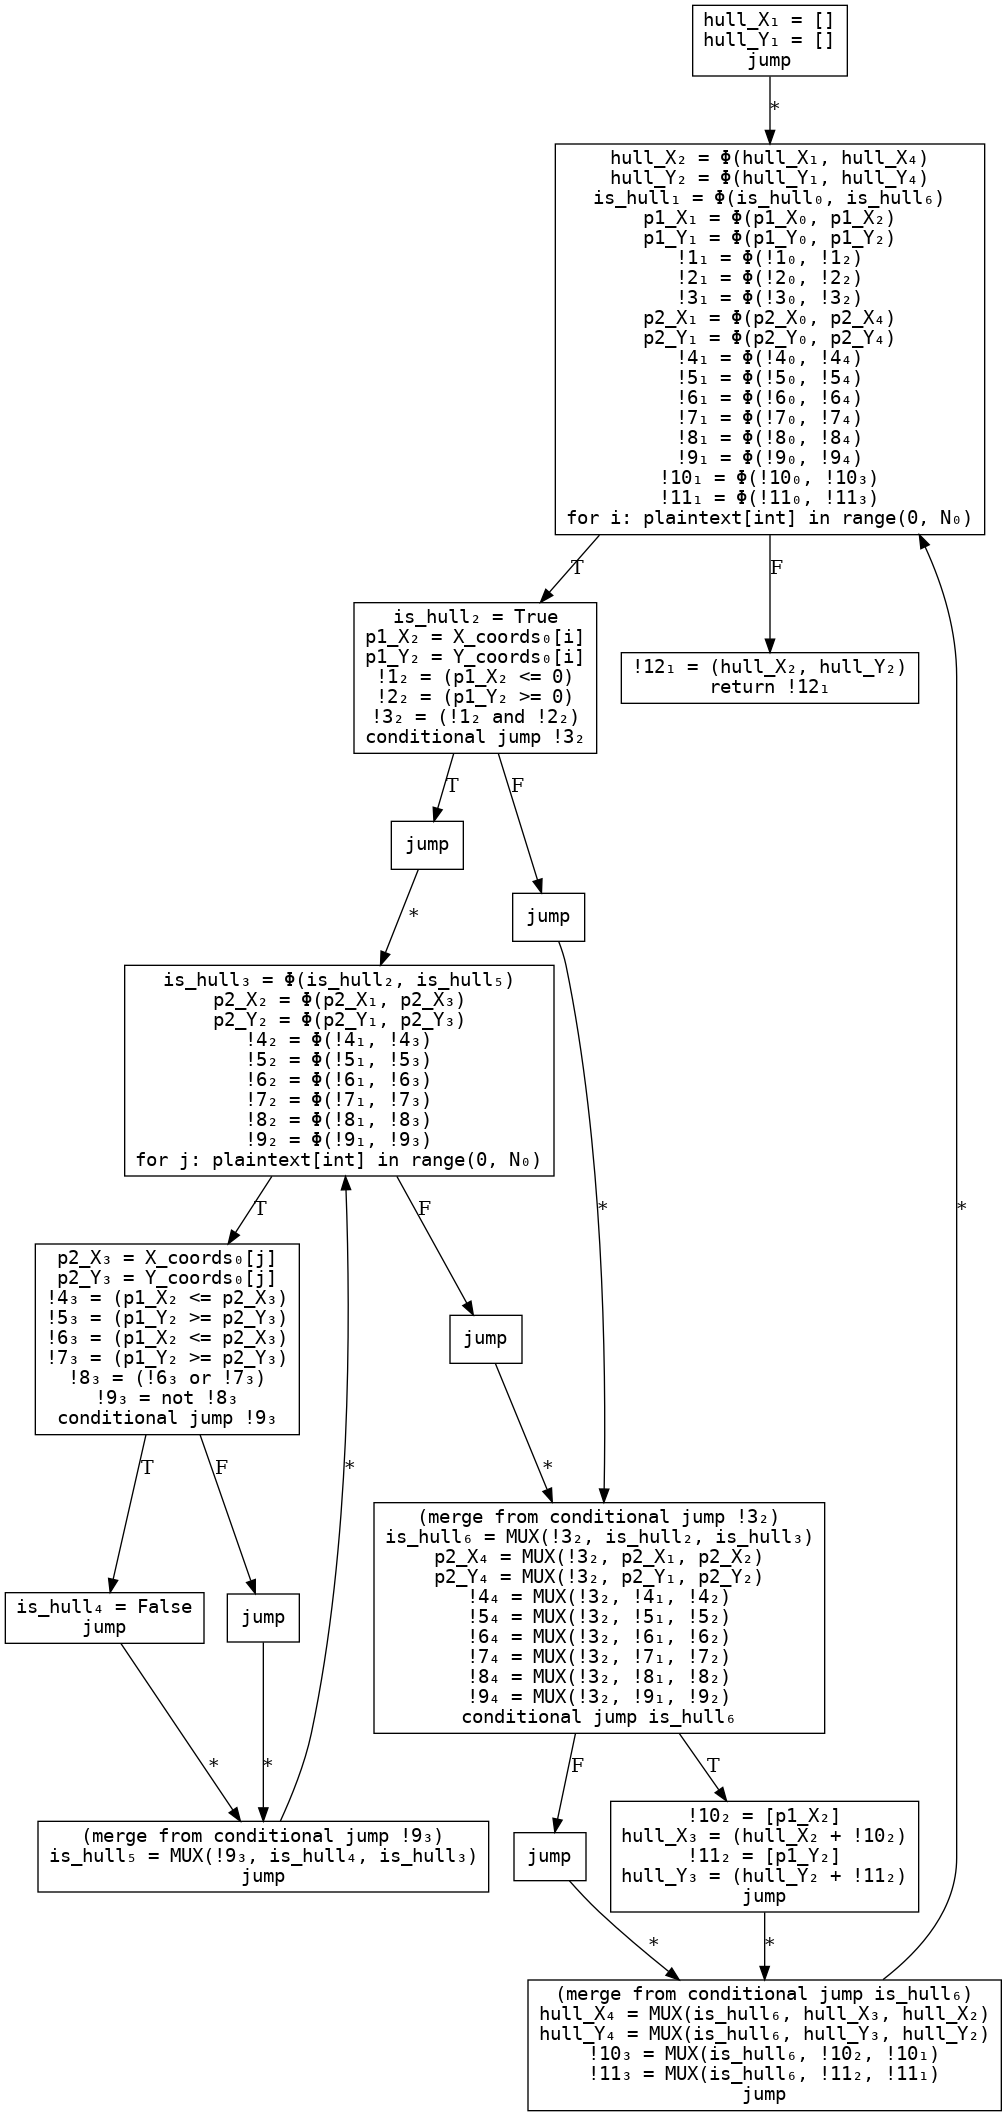 hull_X₁ = []
hull_Y₁ = []
jump
*
hull_X₂ = Φ(hull_X₁, hull_X₄)
hull_Y₂ = Φ(hull_Y₁, hull_Y₄)
is_hull₁ = Φ(is_hull₀, is_hull₆)
p1_X₁ = Φ(p1_X₀, p1_X₂)
p1_Y₁ = Φ(p1_Y₀, p1_Y₂)
!1₁ = Φ(!1₀, !1₂)
!2₁ = Φ(!2₀, !2₂)
!3₁ = Φ(!3₀, !3₂)
p2_X₁ = Φ(p2_X₀, p2_X₄)
p2_Y₁ = Φ(p2_Y₀, p2_Y₄)
!4₁ = Φ(!4₀, !4₄)
!5₁ = Φ(!5₀, !5₄)
!6₁ = Φ(!6₀, !6₄)
!7₁ = Φ(!7₀, !7₄)
!8₁ = Φ(!8₀, !8₄)
!9₁ = Φ(!9₀, !9₄)
!10₁ = Φ(!10₀, !10₃)
!11₁ = Φ(!11₀, !11₃)
for i: plaintext[int] in range(0, N₀)
T
F
is_hull₂ = True
p1_X₂ = X_coords₀[i]
p1_Y₂ = Y_coords₀[i]
!1₂ = (p1_X₂ <= 0)
!2₂ = (p1_Y₂ >= 0)
!3₂ = (!1₂ and !2₂)
conditional jump !3₂
!12₁ = (hull_X₂, hull_Y₂)
return !12₁
T
F
jump
jump
*
is_hull₃ = Φ(is_hull₂, is_hull₅)
p2_X₂ = Φ(p2_X₁, p2_X₃)
p2_Y₂ = Φ(p2_Y₁, p2_Y₃)
!4₂ = Φ(!4₁, !4₃)
!5₂ = Φ(!5₁, !5₃)
!6₂ = Φ(!6₁, !6₃)
!7₂ = Φ(!7₁, !7₃)
!8₂ = Φ(!8₁, !8₃)
!9₂ = Φ(!9₁, !9₃)
for j: plaintext[int] in range(0, N₀)
T
F
*
*
p2_X₃ = X_coords₀[j]
p2_Y₃ = Y_coords₀[j]
!4₃ = (p1_X₂ <= p2_X₃)
!5₃ = (p1_Y₂ >= p2_Y₃)
!6₃ = (p1_X₂ <= p2_X₃)
!7₃ = (p1_Y₂ >= p2_Y₃)
!8₃ = (!6₃ or !7₃)
!9₃ = not !8₃
conditional jump !9₃
jump
T
F
*
*
(merge from conditional jump !3₂)
is_hull₆ = MUX(!3₂, is_hull₂, is_hull₃)
p2_X₄ = MUX(!3₂, p2_X₁, p2_X₂)
p2_Y₄ = MUX(!3₂, p2_Y₁, p2_Y₂)
!4₄ = MUX(!3₂, !4₁, !4₂)
!5₄ = MUX(!3₂, !5₁, !5₂)
!6₄ = MUX(!3₂, !6₁, !6₂)
!7₄ = MUX(!3₂, !7₁, !7₂)
!8₄ = MUX(!3₂, !8₁, !8₂)
!9₄ = MUX(!3₂, !9₁, !9₂)
conditional jump is_hull₆
is_hull₄ = False
jump
jump
*
*
F
T
(merge from conditional jump !9₃)
is_hull₅ = MUX(!9₃, is_hull₄, is_hull₃)
jump
jump
!10₂ = [p1_X₂]
hull_X₃ = (hull_X₂ + !10₂)
!11₂ = [p1_Y₂]
hull_Y₃ = (hull_Y₂ + !11₂)
jump
*
*
(merge from conditional jump is_hull₆)
hull_X₄ = MUX(is_hull₆, hull_X₃, hull_X₂)
hull_Y₄ = MUX(is_hull₆, hull_Y₃, hull_Y₂)
!10₃ = MUX(is_hull₆, !10₂, !10₁)
!11₃ = MUX(is_hull₆, !11₂, !11₁)
jump